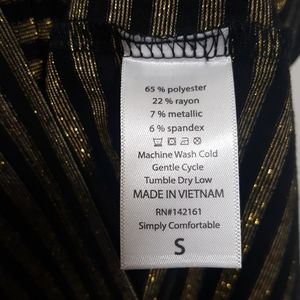 65 % polyester
22 % rayon
7 % metallic
6 % spandex
Machine Wash Cold
Gentle Cycle
Tumble Dry Low
MADE IN VIETNAM
RN#142161
Simply Comfortable
S